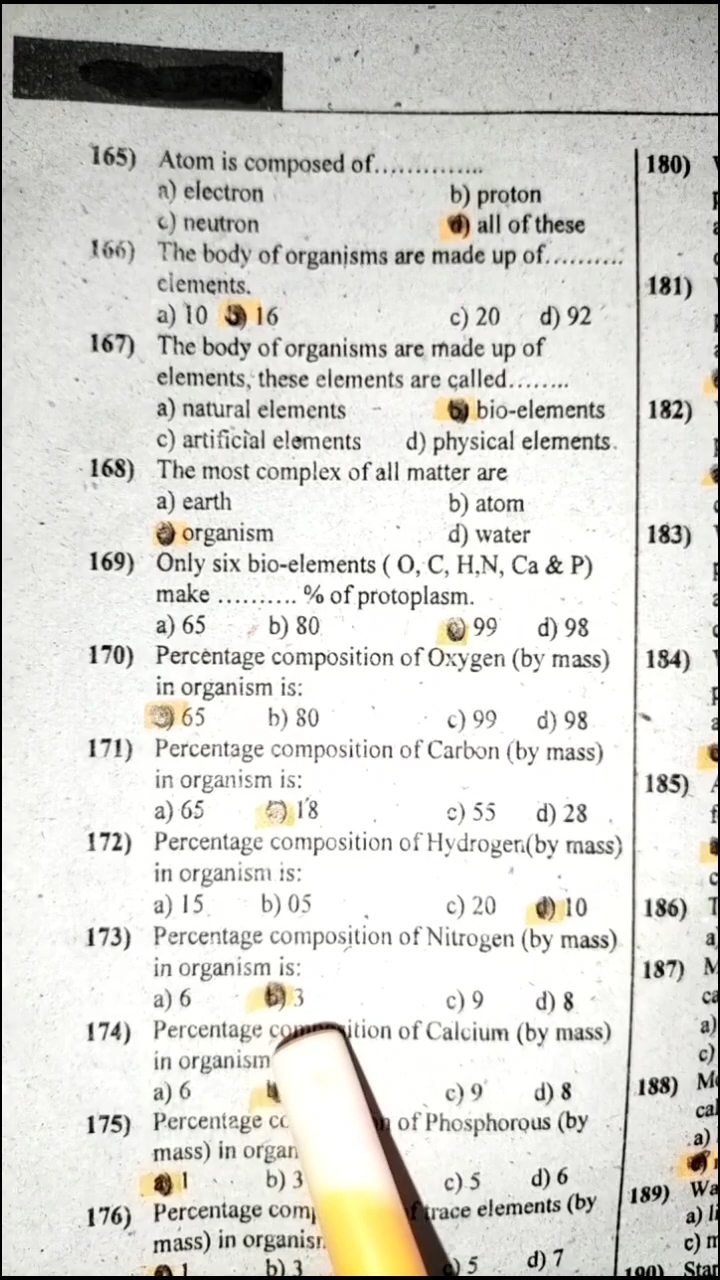 165) Atom is composed of..............
a) electron b) proton
c) neutron d) all of these
166) The body of organisms are made up of..........
elements.
a) 10 b) 16 c) 20 d) 92
167) The body of organisms are made up of
elements, these elements are called........
a) natural elements b) bio-elements
c) artificial elements d) physical elements.
168) The most complex of all matter are
a) earth b) atom
c) organism d) water
169) Only six bio-elements ( O, C, H,N, Ca & P)
make .......... % of protoplasm.
a) 65 b) 80 c) 99 d) 98
170) Percentage composition of Oxygen (by mass)
in organism is:
a) 65 b) 80 c) 99 d) 98
171) Percentage composition of Carbon (by mass)
in organism is:
a) 65 b) 18 c) 55 d) 28
172) Percentage composition of Hydrogen(by mass)
in organism is:
a) 15 b) 05 c) 20 d) 10
173) Percentage composition of Nitrogen (by mass)
in organism is:
a) 6 b) 3 c) 9 d) 8
174) Percentage composition of Calcium (by mass)
in organism
a) 6 c) 9 d) 8
175) Percentage of Phosphorous (by
mass) in
a) 1 b) 3 c) 5 d) 6
176) Percentage trace elements (by
mass) in
a) 1 b) 3 c) 5 d) 7
180)
181)
182)
183)
184)
185)
186)
187)
188)
a)
189) Wa
a)
c)
190)